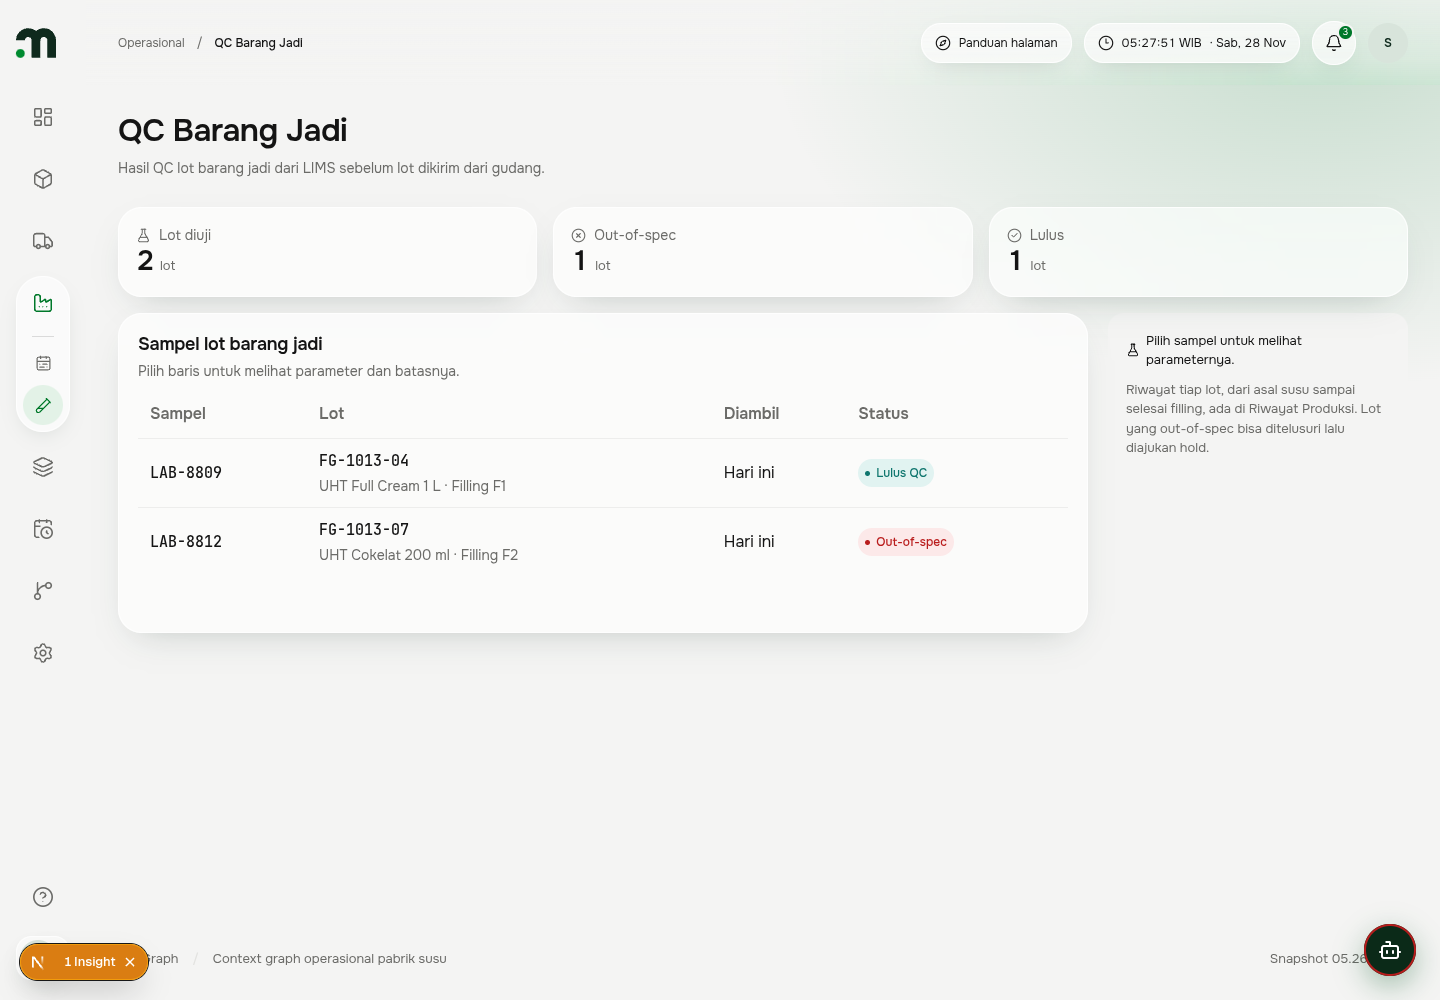 Operasional / QC Barang Jadi
Panduan halaman
05:27:51 WIB · Sab, 28 Nov
3
S
QC Barang Jadi
Hasil QC lot barang jadi dari LIMS sebelum lot dikirim dari gudang.
Lot diuji
2 lot
Out-of-spec
1 lot
Lulus
1 lot
Sampel lot barang jadi
Pilih baris untuk melihat parameter dan batasnya.
Sampel Lot Diambil Status
LAB-8809 FG-1013-04 Hari ini Lulus QC
UHT Full Cream 1 L · Filling F1
LAB-8812 FG-1013-07 Hari ini Out-of-spec
UHT Cokelat 200 ml · Filling F2
Pilih sampel untuk melihat
parameternya.
Riwayat tiap lot, dari asal susu sampai
selesai filling, ada di Riwayat Produksi. Lot
yang out-of-spec bisa ditelusuri lalu
diajukan hold.
1 Insight
/ Context graph operasional pabrik susu
Snapshot